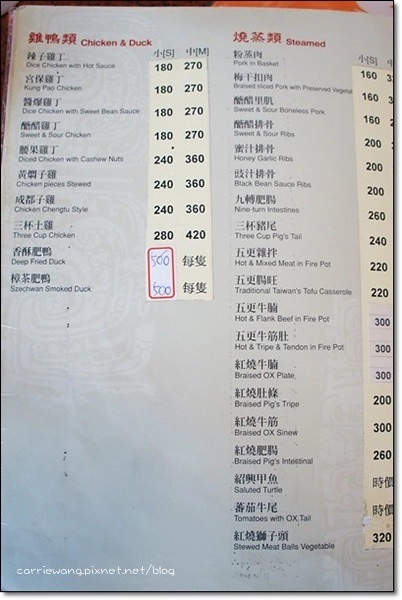 雞鴨類 Chicken & Duck 小[S] 中[M]
辣子雞丁 180 270
Dice Chicken with Hot Sauce
宮保雞丁 180 270
Kung Pao Chicken
醬爆雞丁 180 270
Dice Chicken with Sweet Bean Sauce
醋醋雞丁 180 270
Sweet & Sour Chicken
腰果雞丁 240 360
Diced Chicken with Cashew Nuts
黃燜子雞 240 360
Chicken pieces Stewed
成都子雞 240 360
Chicken Chengtu Style
三杯土雞 280 420
Three Cup Chicken
香酥肥鴨 500 每隻
Deep Fried Duck
樟茶肥鴨 500 每隻
Szechwan Smoked Duck
燒蒸類 Steamed 小[S]
粉蒸肉 160
Pork in Basket
梅干扣肉 160
Braised sliced Pork with Preserved Vegetable
里肌 200
Sweet & Sour Boneless Pork
排骨 200
Sweet & Sour Ribs
蜜汁排骨 200
Honey Garlic Ribs
豉汁排骨 200
Black Bean Sauce Ribs
九轉肥腸 260
Nine-turn Intestines
三杯豬尾 240
Three Cup Pig's Tail
五更雜拌 220
Hot & Mixed Meat in Fire Pot
五更腸旺 220
Traditional Taiwan's Tofu Casserole
五更牛腩 300
Hot & Flank Beef in Fire Pot
五更牛筋肚 300
Hot & Tripe & Tendon in Fire Pot
紅燒牛腩 300
Braised OX Plate
紅燒肚條 200
Braised Pig's Tripe
紅燒牛筋 300
Braised OX Sinew
紅燒肥腸 260
Braised Pig's Intestinal
紹興甲魚 時價
Saluted Turtle
蕃茄牛尾 時價
Tomatoes with OX Tail
紅燒獅子頭 320
Stewed Meat Balls Vegetable
carriewang.pixnet.net/blog